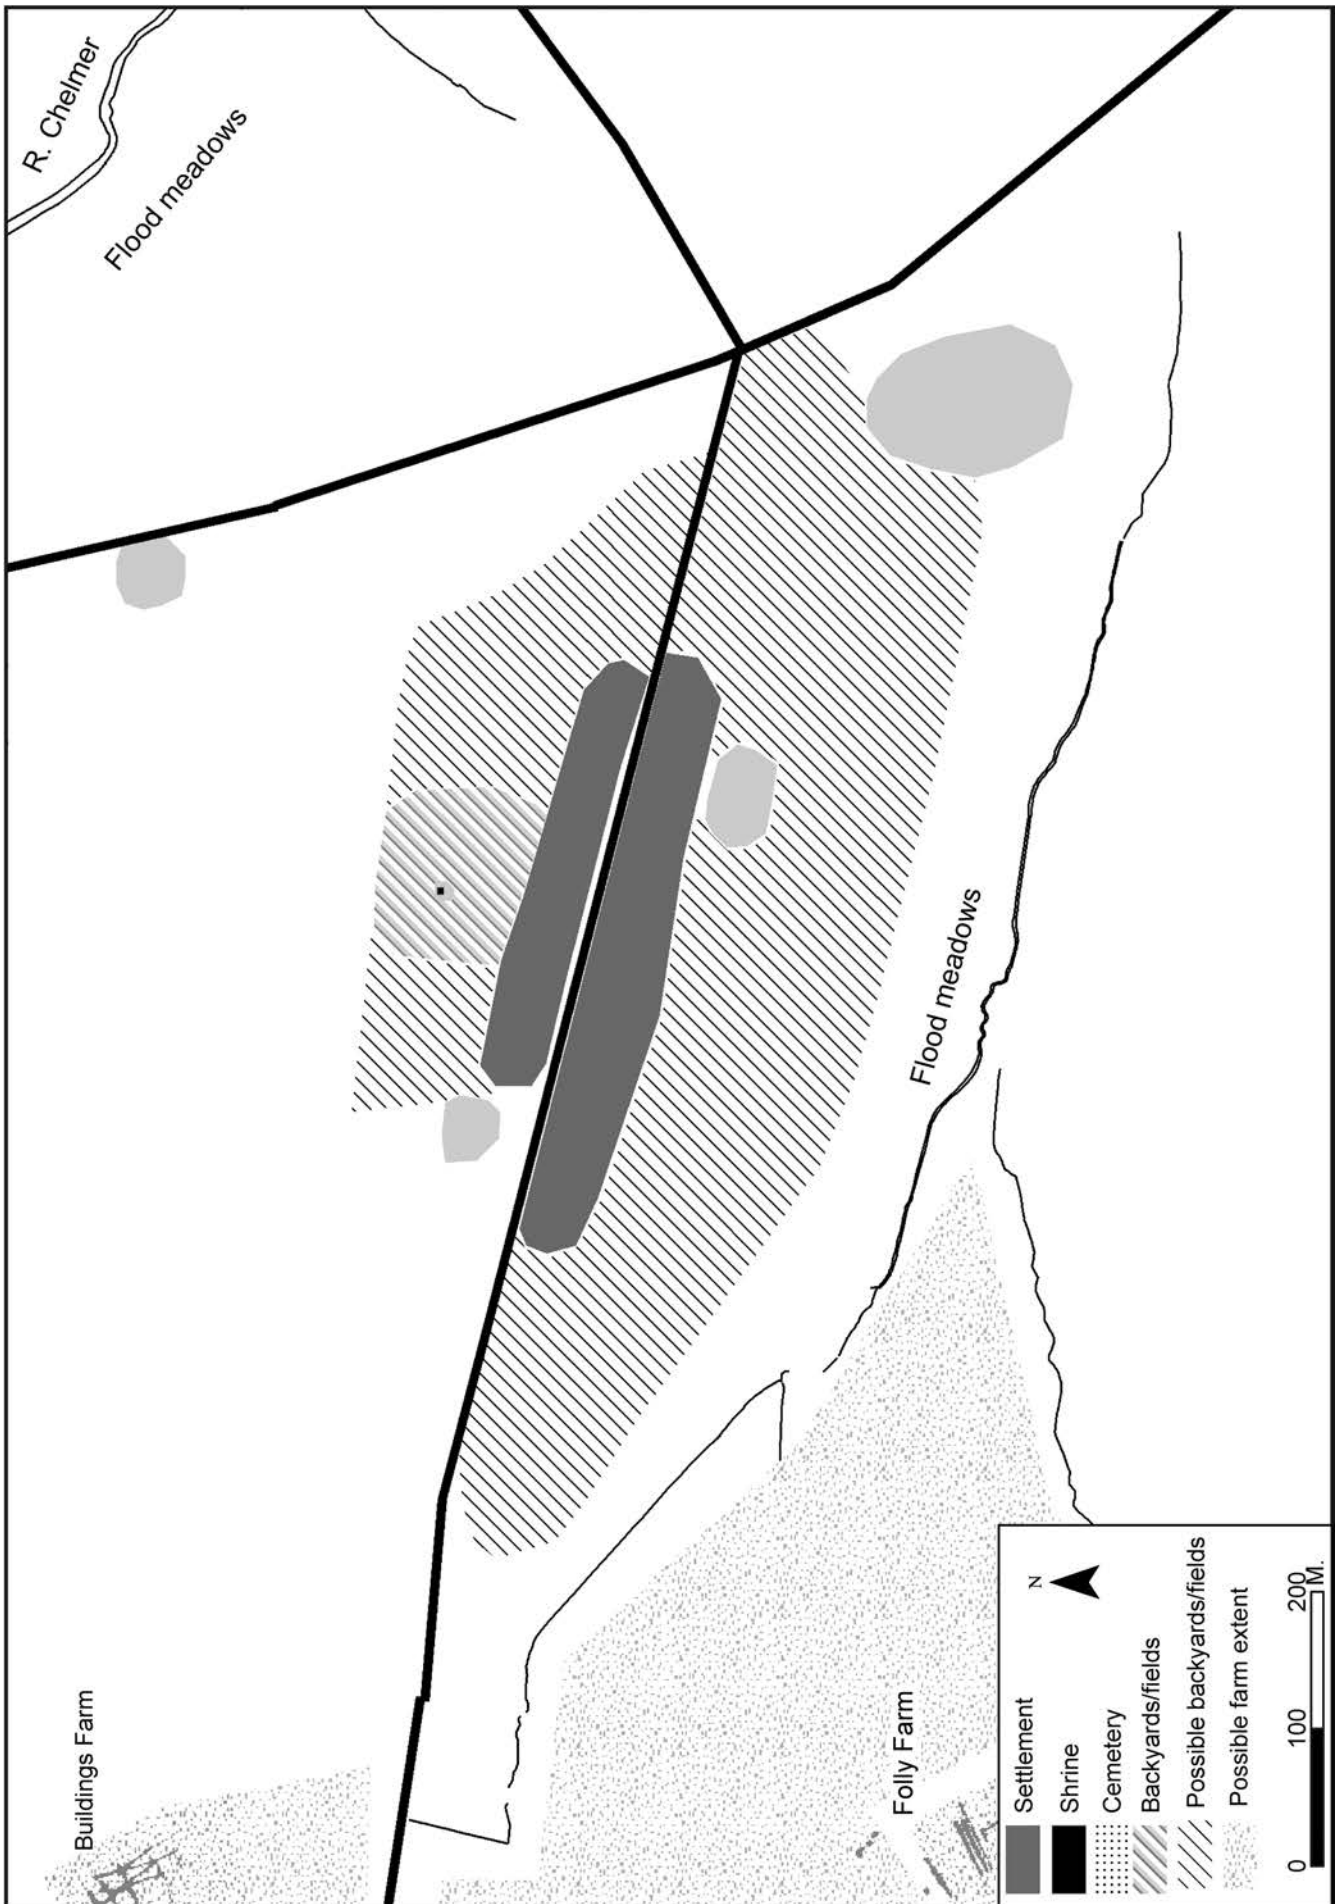 R. Chelmer
Flood meadows
Flood meadows
Buildings Farm
Folly Farm
N
Settlement
Shrine
Cemetery
Backyards/fields
Possible backyards/fields
Possible farm extent
0 100 200
M.